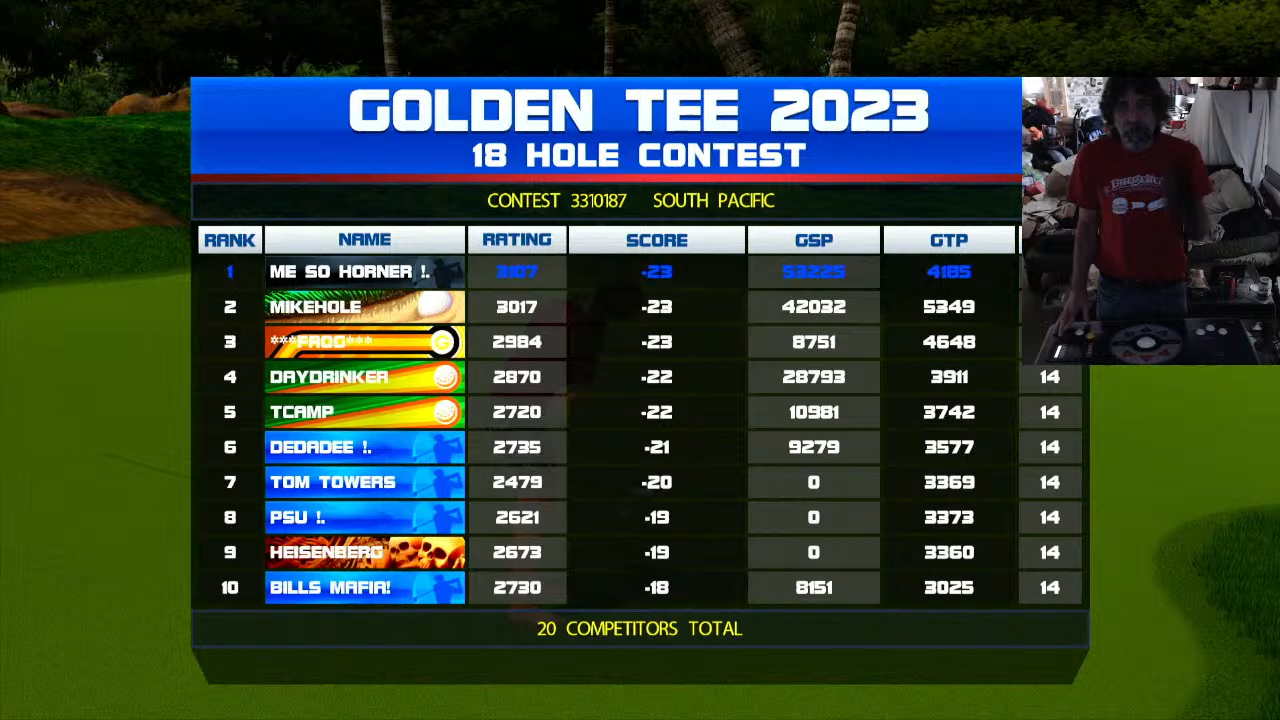 GOLDEN TEE 2023
18 HOLE CONTEST
CONTEST 3310187 SOUTH PACIFIC
RANK NAME RATING SCORE GSP GTP
1 ME SO HORNER !. 3107 -23 53225 4185
2 MIKEHOLE 3017 -23 42032 5349
3 ***FROG*** 2984 -23 8751 4648
4 DAYDRINKER 2870 -22 28793 3911 14
5 TCAMP 2720 -22 10981 3742 14
6 DEDADEE !. 2735 -21 9279 3577 14
7 TOM TOWERS 2479 -20 0 3369 14
8 PSU !. 2621 -19 0 3373 14
9 HEISENBERG 2673 -19 0 3360 14
10 BILLS MAFIA! 2730 -18 8151 3025 14
20 COMPETITORS TOTAL